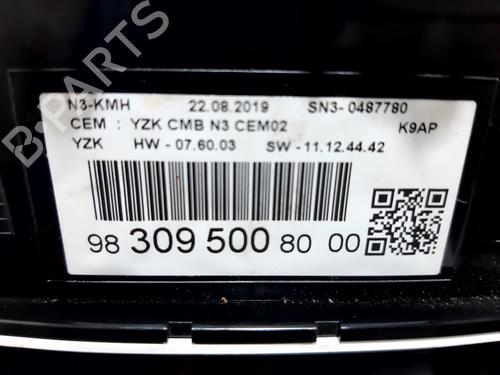 N3-KMH 22.08.2019 SN3- 0487780
CEM : YZK CMB N3 CEM02 K9AP
YZK HW - 07.60.03 SW - 11.12.44.42
98 309 500 80 00